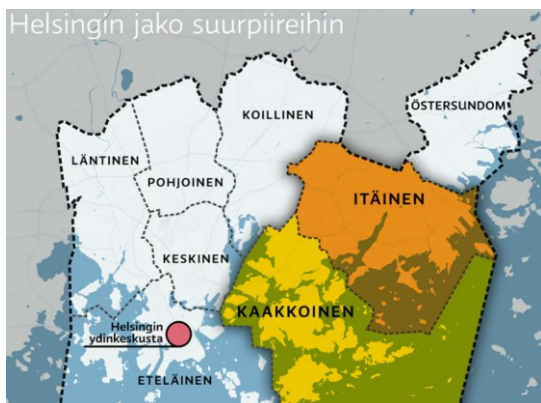 Helsingin jako suurpiireihin
KOILLINEN
ÖSTERSUNDOM
LÄNTINEN
POHJOINEN
ITÄINEN
KESKINEN
KAAKKOINEN
Helsingin
ydinkeskusta
ETELÄINEN